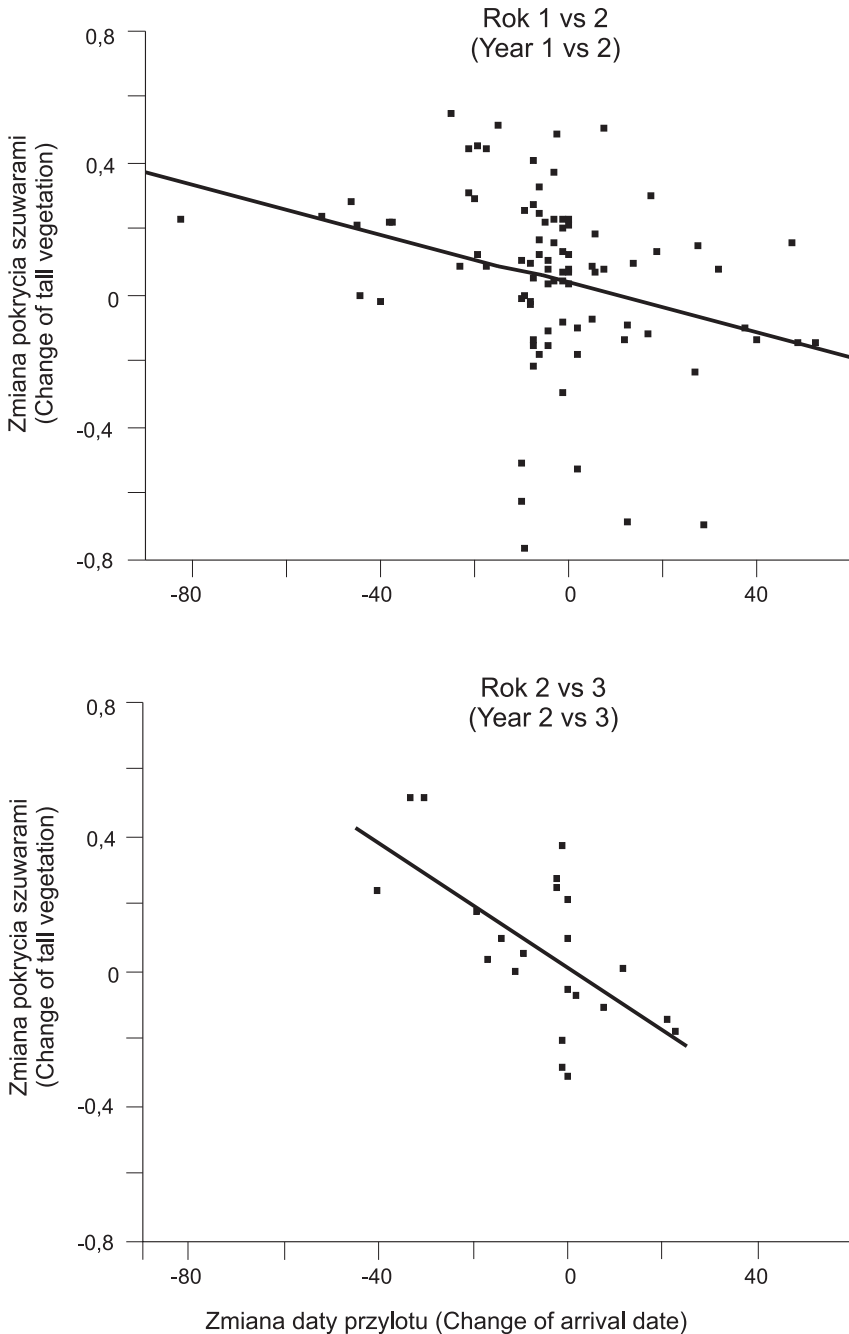 Rok 1 vs 2
(Year 1 vs 2)
Zmiana pokrycia szuwarami
(Change of tall vegetation)
0,8
0,4
0
-0,4
-0,8
-80
-40
0
40
Rok 2 vs 3
(Year 2 vs 3)
Zmiana pokrycia szuwarami
(Change of tall vegetation)
0,8
0,4
0
-0,4
-0,8
-80
-40
0
40
Zmiana daty przylotu (Change of arrival date)